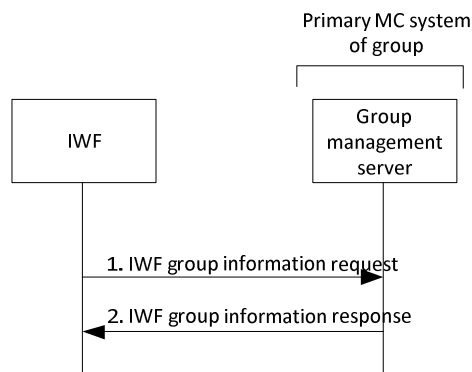 Primary MC system
of group
IWF
Group
management
server
1. IWF group information request
2. IWF group information response